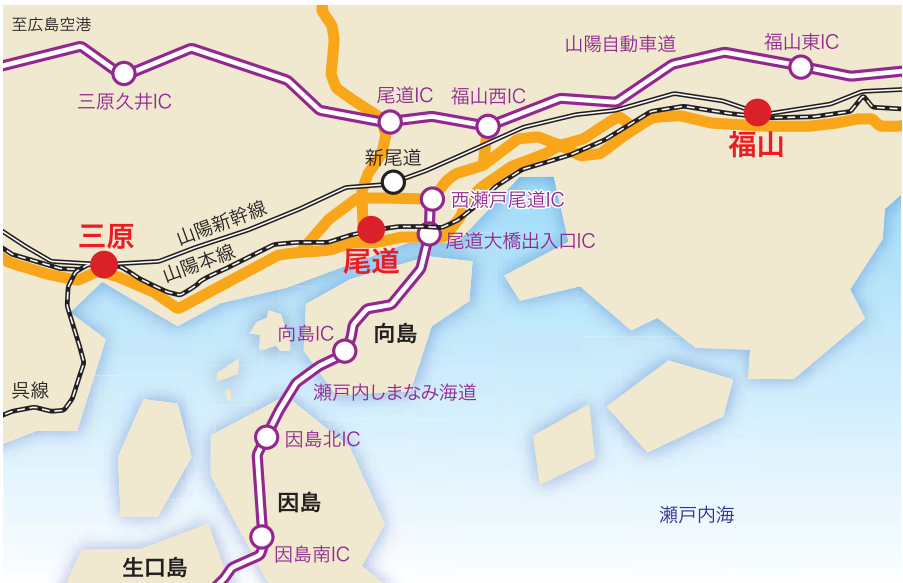 至広島空港
山陽自動車道
福山東IC
三原久井IC
尾道IC
福山西IC
福山
新尾道
西瀬戸尾道IC
山陽新幹線
三原
山陽本線
尾道
尾道大橋出入口IC
向島IC
向島
呉線
瀬戸内しまなみ海道
因島北IC
因島
瀬戸内海
因島南IC
生口島